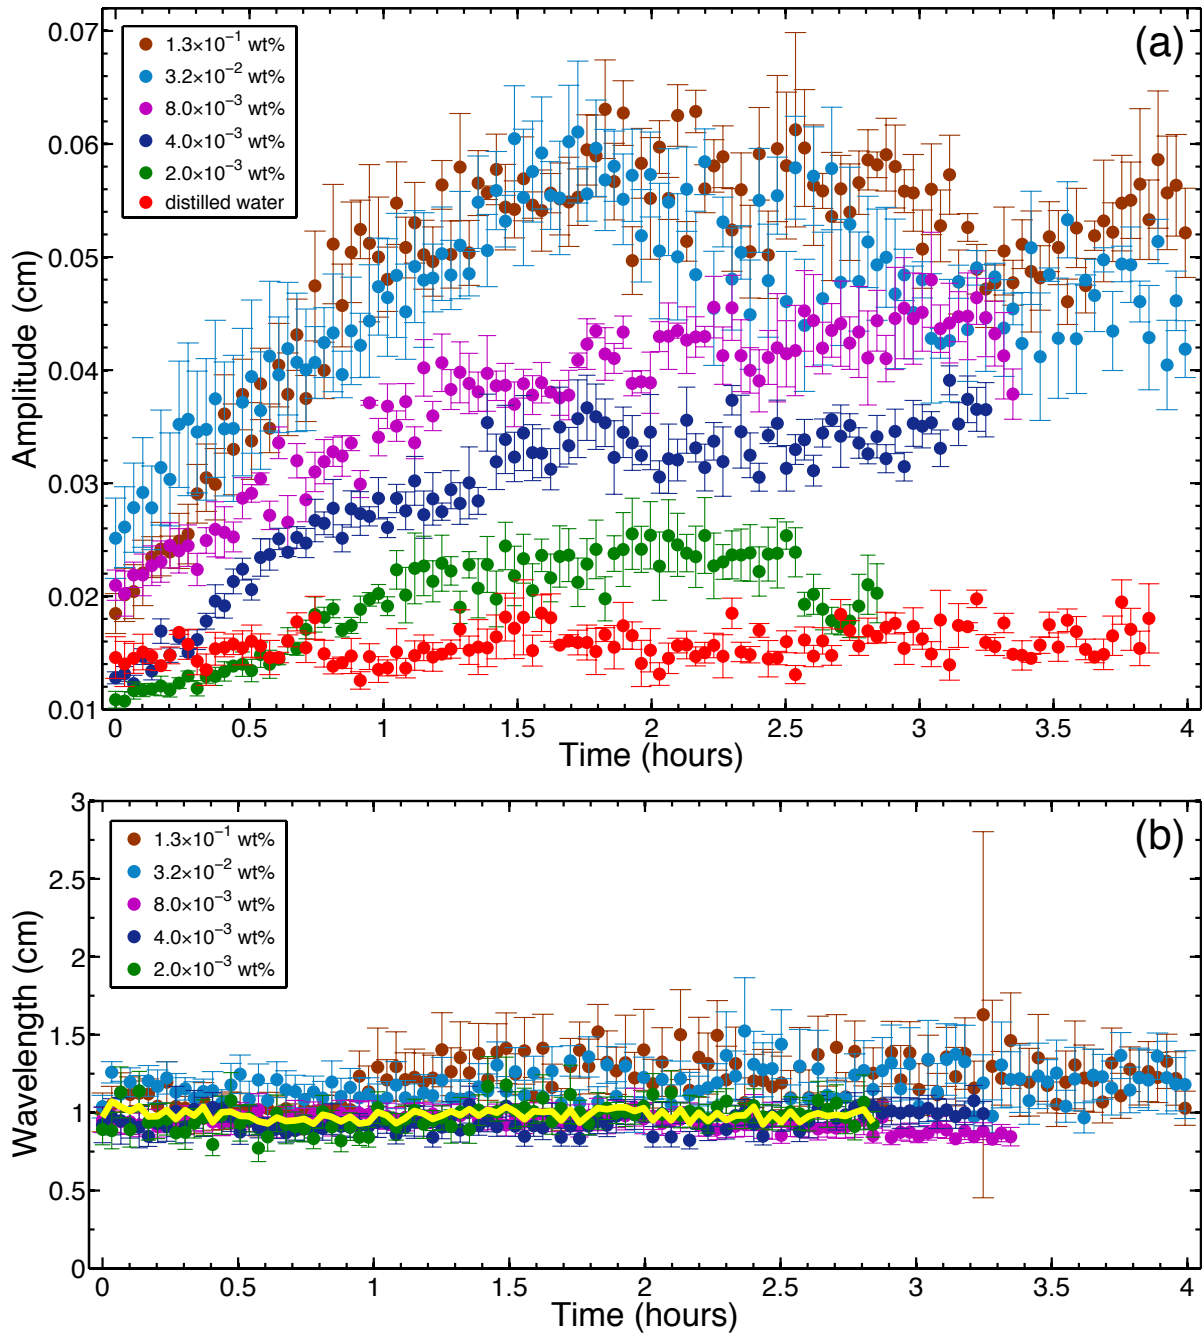 (a)
1.3×10⁻¹ wt%
3.2×10⁻² wt%
8.0×10⁻³ wt%
4.0×10⁻³ wt%
2.0×10⁻³ wt%
distilled water
Amplitude (cm)
0.07
0.06
0.05
0.04
0.03
0.02
0.01
0 0.5 1 1.5 2 2.5 3 3.5 4
Time (hours)
(b)
1.3×10⁻¹ wt%
3.2×10⁻² wt%
8.0×10⁻³ wt%
4.0×10⁻³ wt%
2.0×10⁻³ wt%
Wavelength (cm)
3
2.5
2
1.5
1
0.5
0
0 0.5 1 1.5 2 2.5 3 3.5 4
Time (hours)